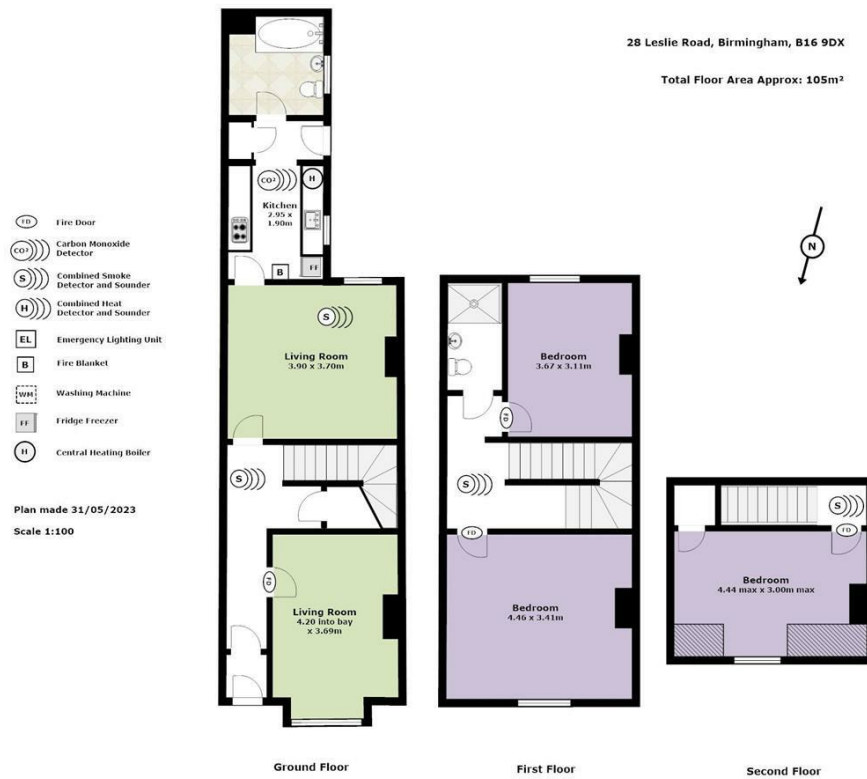 28 Leslie Road, Birmingham, B16 9DX
Total Floor Area Approx: 105m²
FD
Fire Door
CO²
Carbon Monoxide
Detector
S
Combined Smoke
Detector and Sounder
H
Combined Heat
Detector and Sounder
EL
Emergency Lighting Unit
B
Fire Blanket
WM
Washing Machine
FF
Fridge Freezer
H
Central Heating Boiler
Plan made 31/05/2023
Scale 1:100
CO²
H
Kitchen
2.95 x
1.90m
B
FF
S
Living Room
3.90 x 3.70m
S
FD
Living Room
4.20 into bay
x 3.69m
Ground Floor
Bedroom
3.67 x 3.11m
FD
S
FD
Bedroom
4.46 x 3.41m
First Floor
N
S
FD
Bedroom
4.44 max x 3.00m max
Second Floor